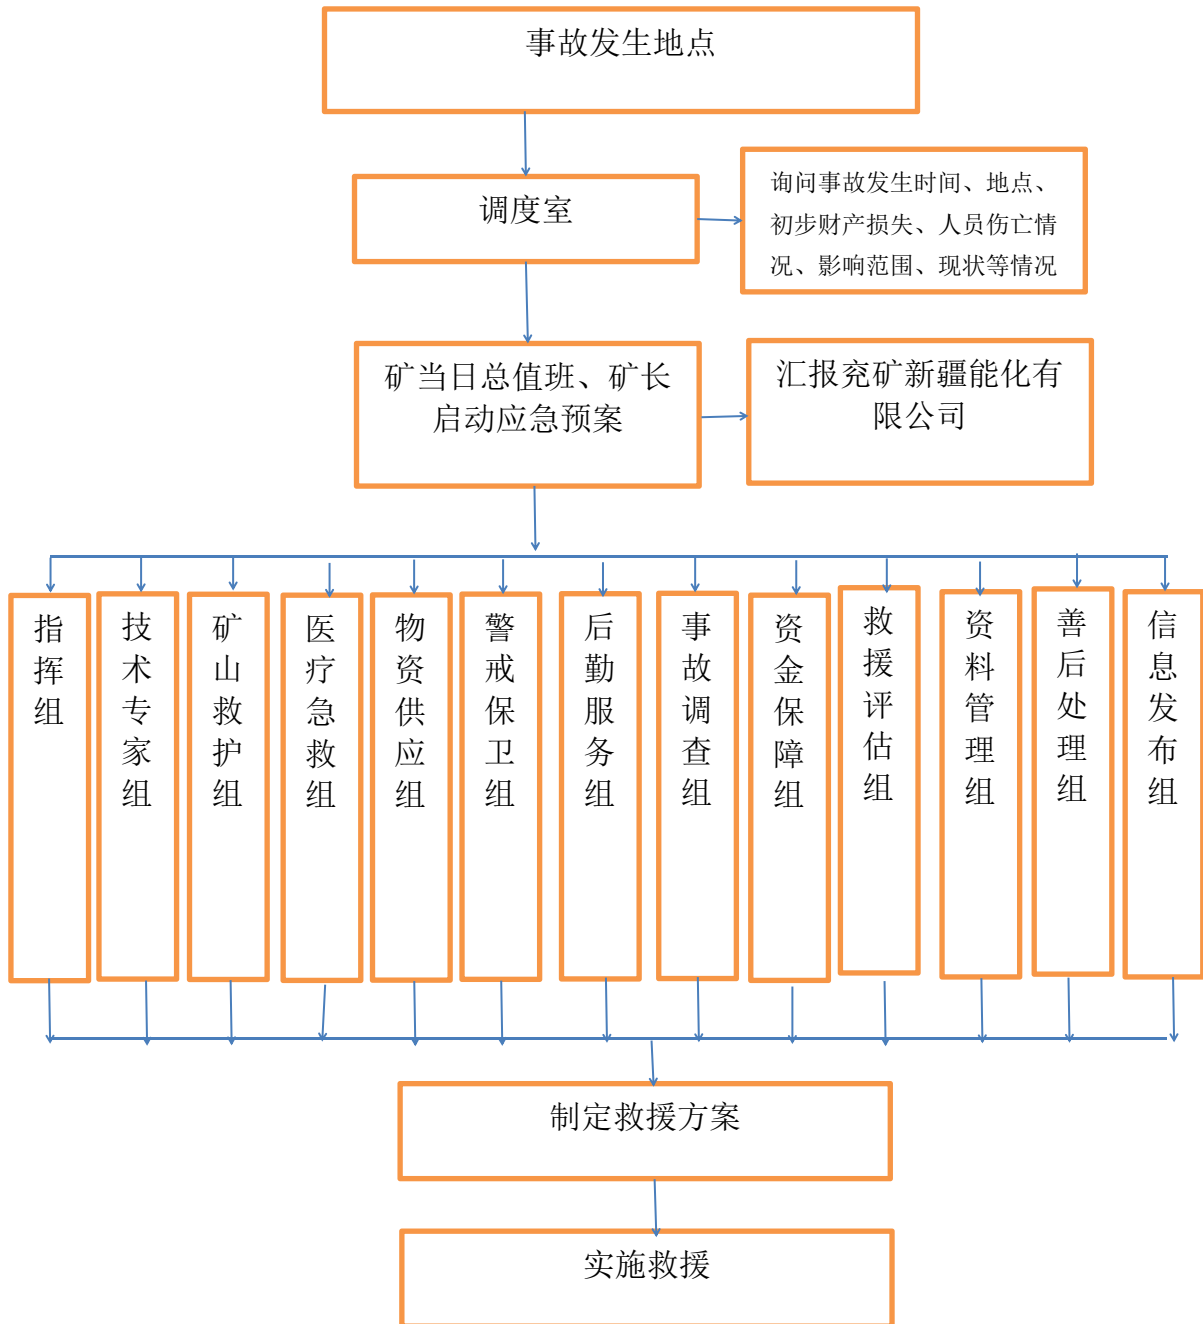 事故发生地点
调度室
询问事故发生时间、地点、
初步财产损失、人员伤亡情
况、影响范围、现状等情况
矿当日总值班、矿长
启动应急预案
汇报兖矿新疆能化有
限公司
指挥组
技术专家组
矿山救护组
医疗急救组
物资供应组
警戒保卫组
后勤服务组
事故调查组
资金保障组
救援评估组
资料管理组
善后处理组
信息发布组
制定救援方案
实施救援